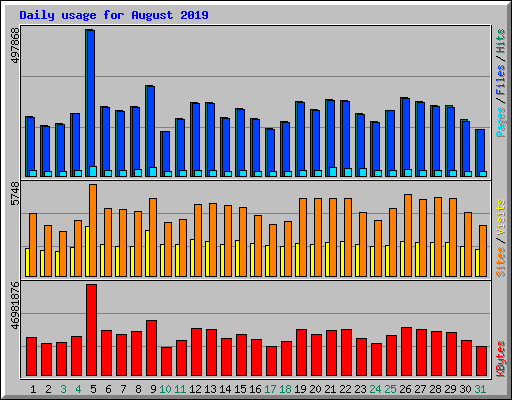 Daily usage for August 2019
497868
Pages / Files / Hits
5748
Sites / Visits
46981876
KBytes
1 2 3 4 5 6 7 8 9 10 11 12 13 14 15 16 17 18 19 20 21 22 23 24 25 26 27 28 29 30 31